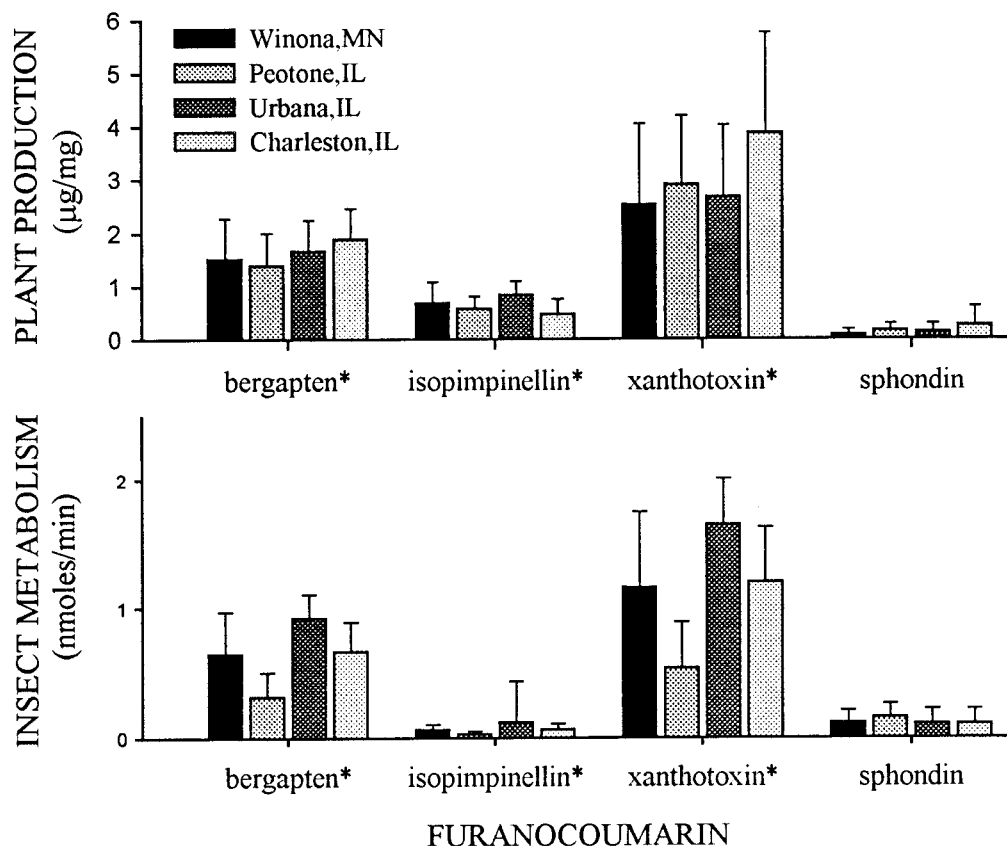 PLANT PRODUCTION
(µg/mg)
6
5
4
3
2
1
0
Winona,MN
Peotone,IL
Urbana,IL
Charleston,IL
bergapten* isopimpinellin* xanthotoxin* sphondin
INSECT METABOLISM
(nmoles/min)
2
1
0
bergapten* isopimpinellin* xanthotoxin* sphondin
FURANOCOUMARIN